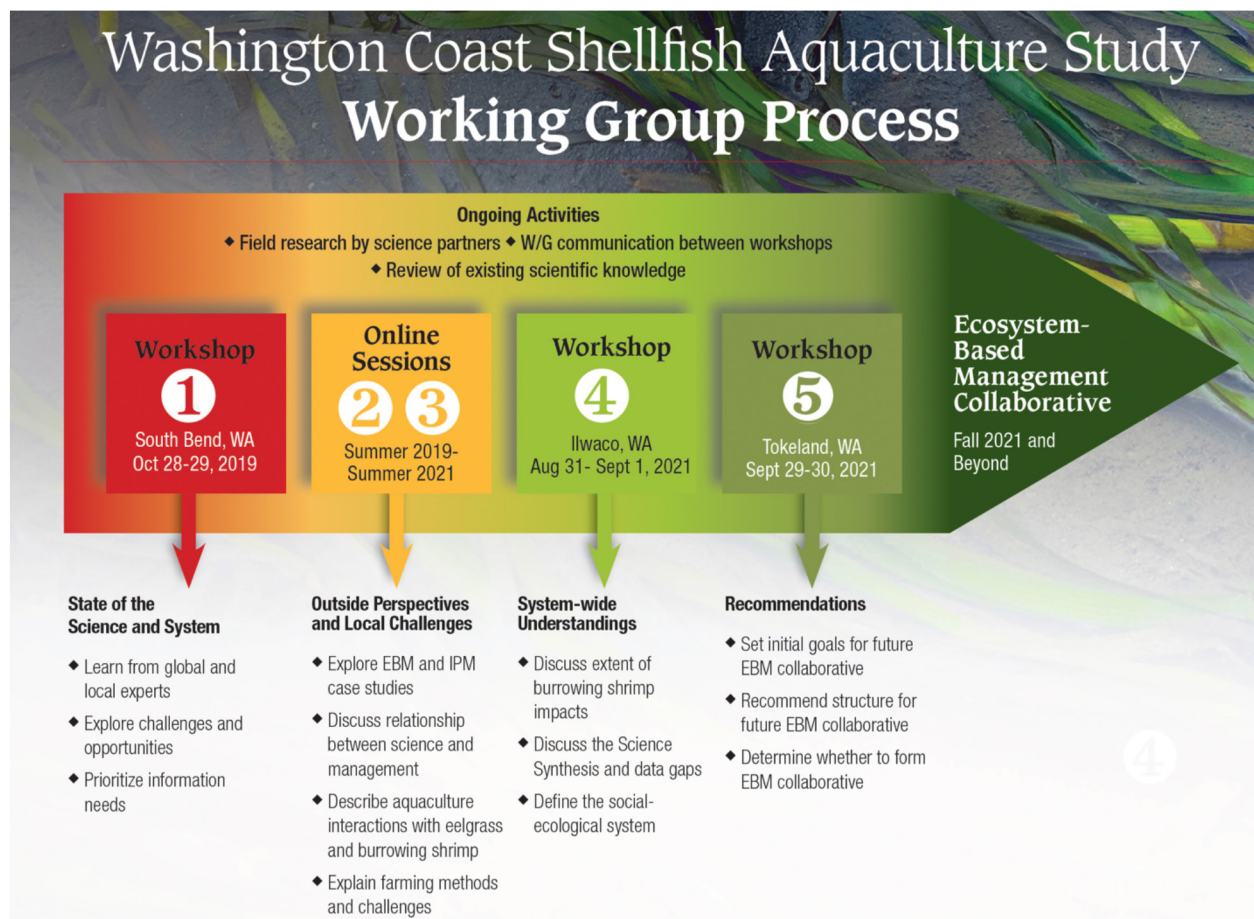 Washington Coast Shellfish Aquaculture Study
Working Group Process
Ongoing Activities
◆ Field research by science partners ◆ W/G communication between workshops
◆ Review of existing scientific knowledge
Workshop
1
South Bend, WA
Oct 28-29, 2019
Online
Sessions
2 3
Summer 2019-
Summer 2021
Workshop
4
Ilwaco, WA
Aug 31- Sept 1, 2021
Workshop
5
Tokeland, WA
Sept 29-30, 2021
Ecosystem-
Based
Management
Collaborative
Fall 2021 and
Beyond
State of the
Science and System
◆ Learn from global and
local experts
◆ Explore challenges and
opportunities
◆ Prioritize information
needs
Outside Perspectives
and Local Challenges
◆ Explore EBM and IPM
case studies
◆ Discuss relationship
between science and
management
◆ Describe aquaculture
interactions with eelgrass
and burrowing shrimp
◆ Explain farming methods
and challenges
System-wide
Understandings
◆ Discuss extent of
burrowing shrimp
impacts
◆ Discuss the Science
Synthesis and data gaps
◆ Define the social-
ecological system
Recommendations
◆ Set initial goals for future
EBM collaborative
◆ Recommend structure for
future EBM collaborative
◆ Determine whether to form
EBM collaborative
4